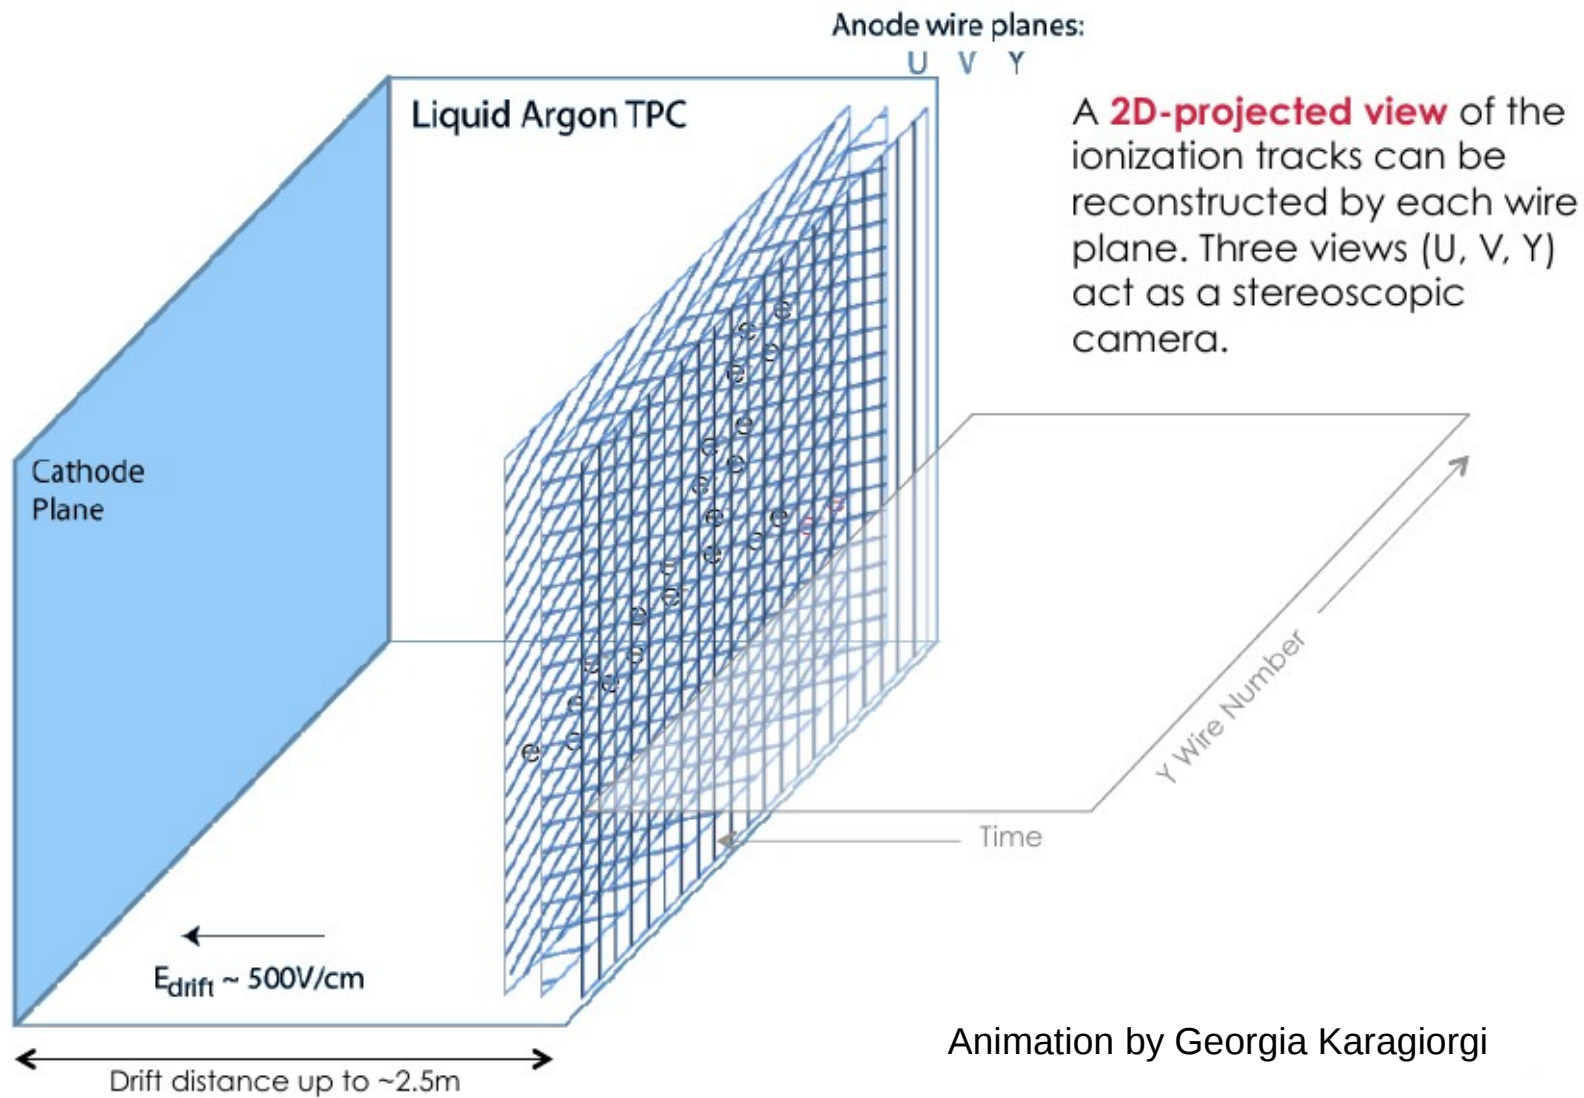 Anode wire planes:
U V Y
Liquid Argon TPC
A 2D-projected view of the
ionization tracks can be
reconstructed by each wire
plane. Three views (U, V, Y)
act as a stereoscopic
camera.
Cathode
Plane
e e
e e
e e
e e
e e
e e
e e
e e
e e
e e
e e
Y Wire Number
Time
Edrift ~ 500V/cm
Drift distance up to ~2.5m
Animation by Georgia Karagiorgi